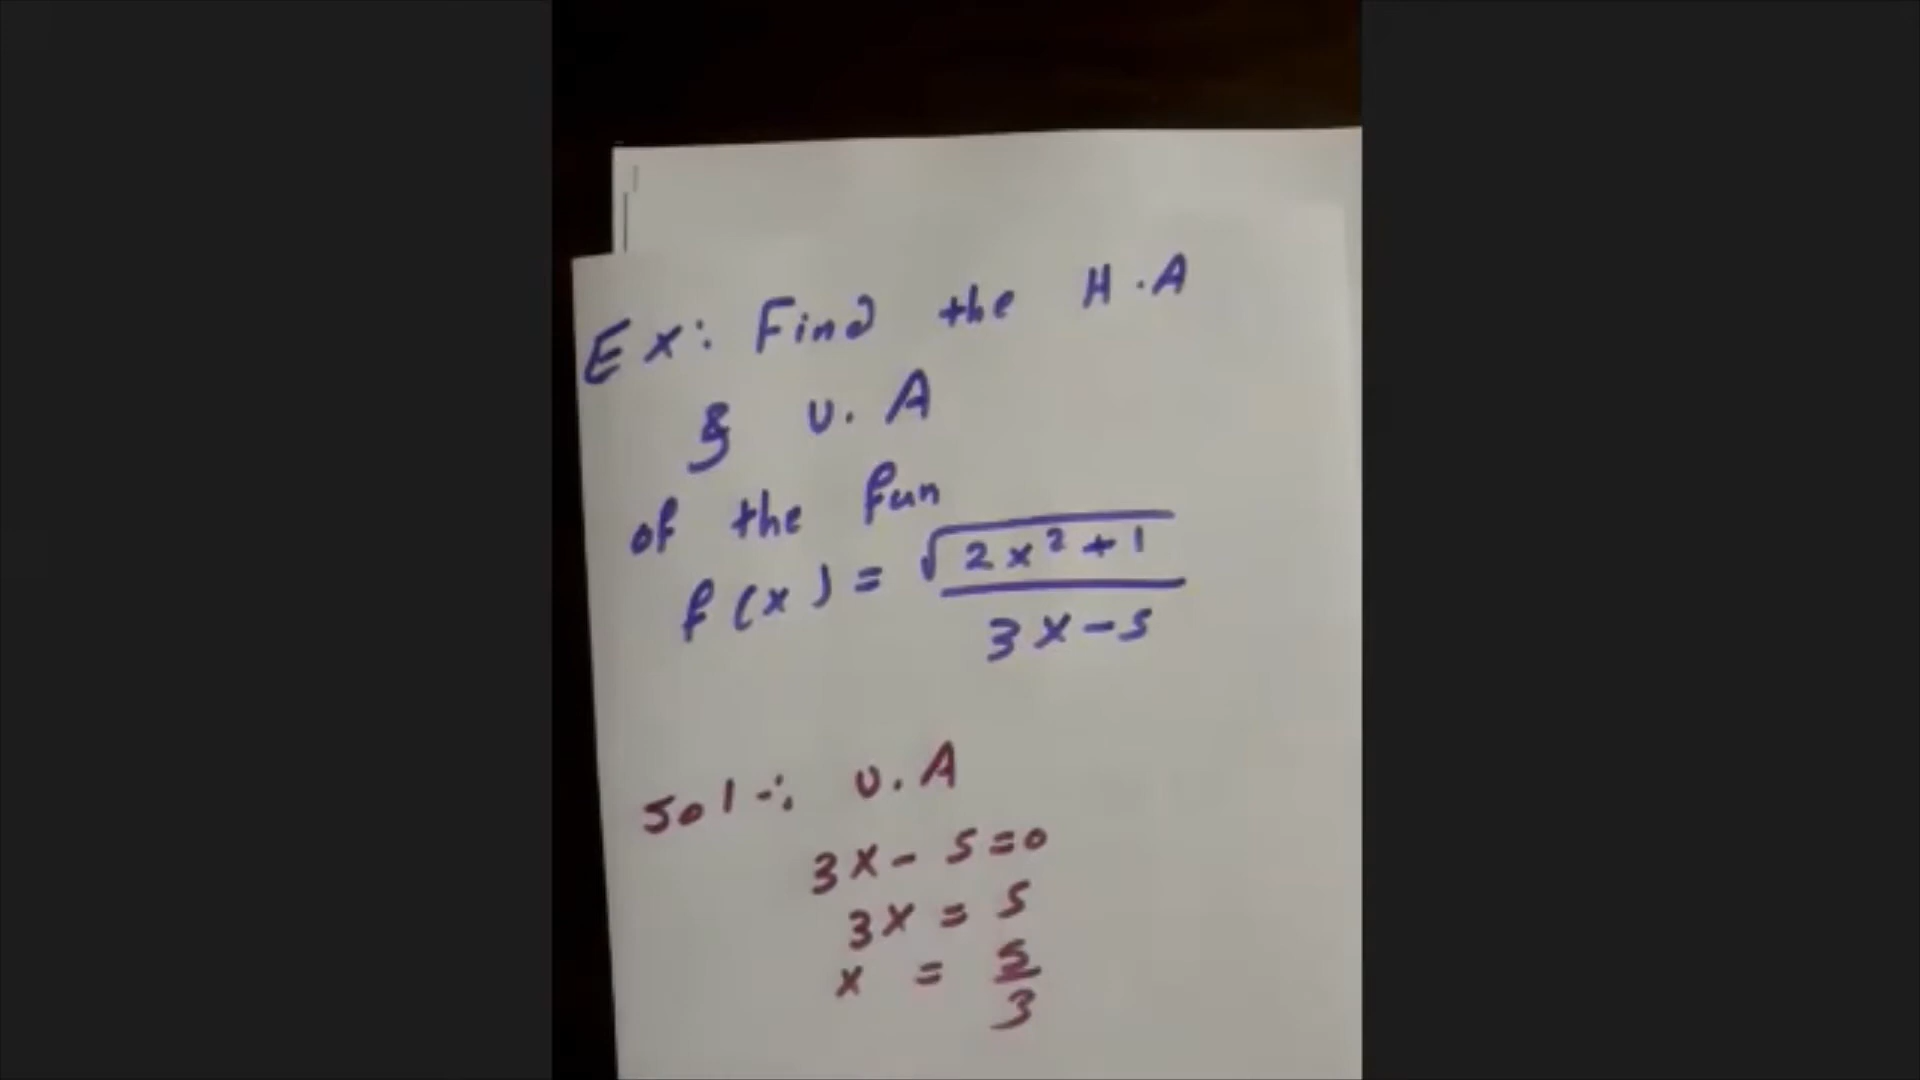 Ex: Find the H.A
& V.A
of the fun
f(x) = √(2x²+1) / (3x-5)
Sol: V.A
3x - 5 = 0
3x = 5
x = 5/3